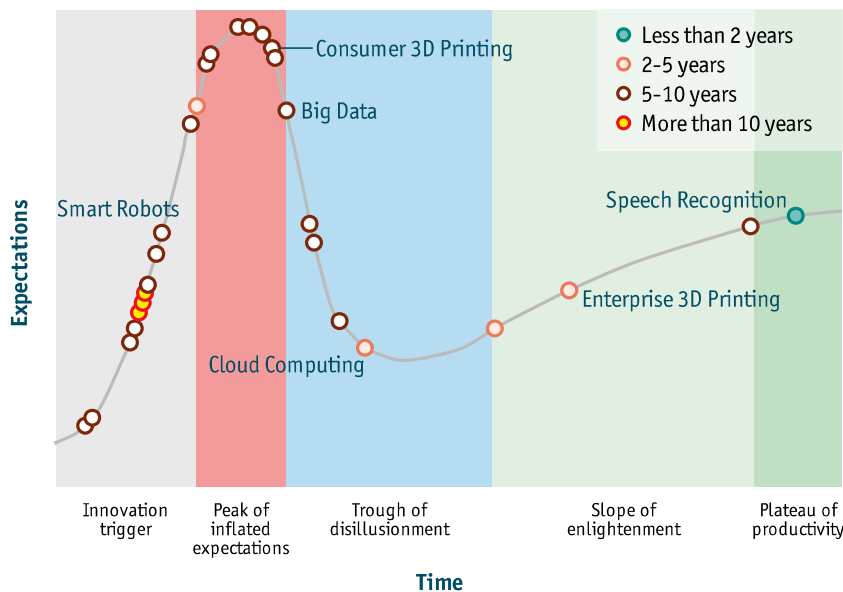 Less than 2 years
2-5 years
5-10 years
More than 10 years
Consumer 3D Printing
Big Data
Smart Robots
Speech Recognition
Enterprise 3D Printing
Cloud Computing
Expectations
Innovation
trigger
Peak of
inflated
expectations
Trough of
disillusionment
Slope of
enlightenment
Plateau of
productivity
Time